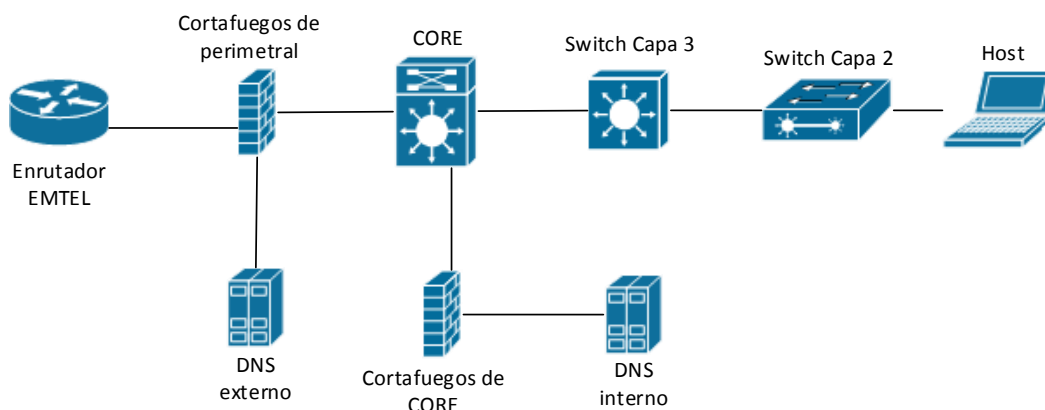 Cortafuegos de
perimetral
CORE
Switch Capa 3
Switch Capa 2
Host
Enrutador
EMTEL
DNS
externo
Cortafuegos de
CORE
DNS
interno